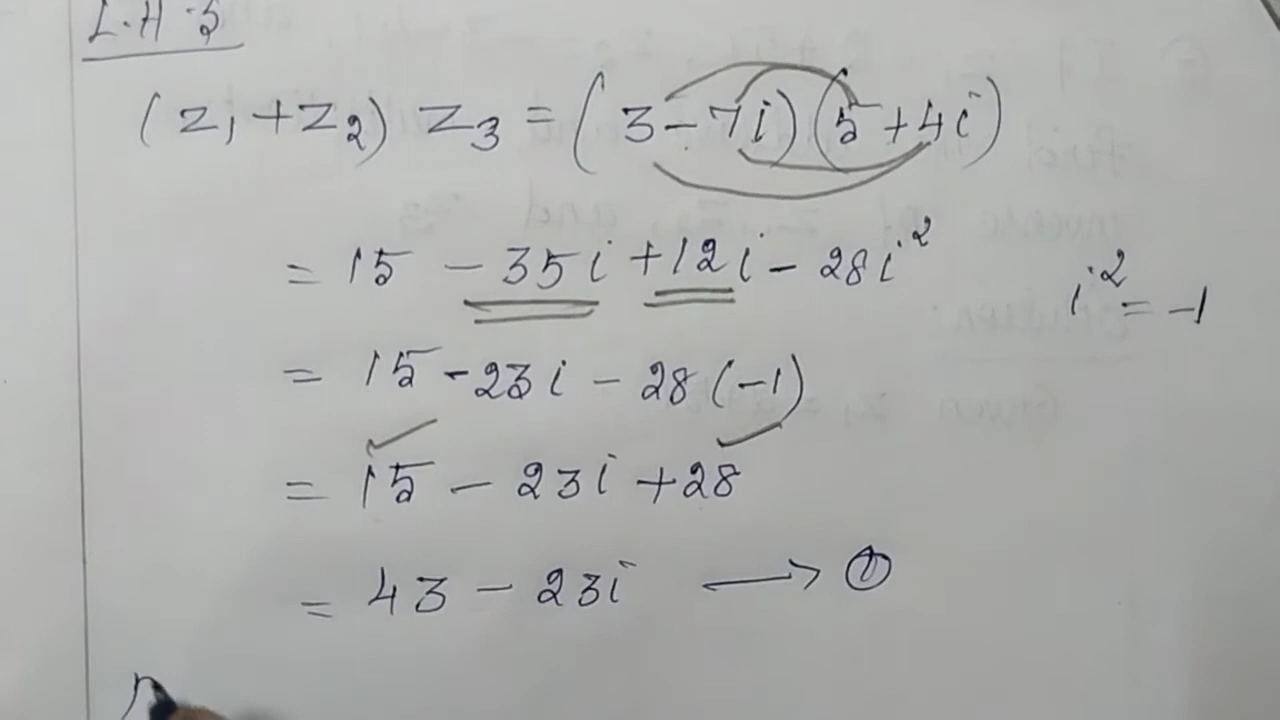 L.H.S
(z₁ + z₂) z₃ = (3 - 7i)(5 + 4i)
= 15 - 35i + 12i - 28i²
i² = -1
= 15 - 23i - 28(-1)
= 15 - 23i + 28
= 43 - 23i → ①